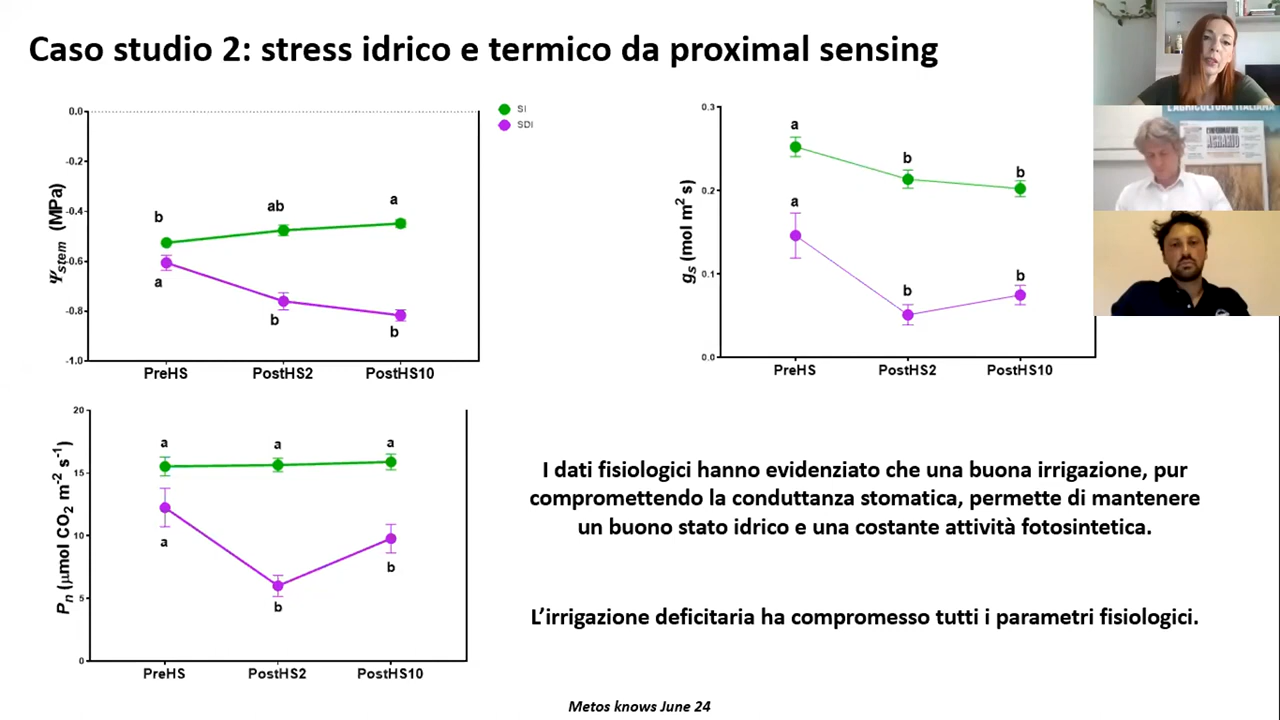 Caso studio 2: stress idrico e termico da proximal sensing
SI
SDI
Ψstem (MPa)
0.0
-0.2
-0.4
-0.6
-0.8
-1.0
b
ab
a
a
b
b
PreHS
PostHS2
PostHS10
gs (mol m2 s)
0.3
0.2
0.1
0.0
a
b
b
a
b
b
PreHS
PostHS2
PostHS10
Pn (μmol CO2 m-2 s-1)
20
15
10
5
0
a
a
a
a
b
b
PreHS
PostHS2
PostHS10
I dati fisiologici hanno evidenziato che una buona irrigazione, pur
compromettendo la conduttanza stomatica, permette di mantenere
un buono stato idrico e una costante attività fotosintetica.
L’irrigazione deficitaria ha compromesso tutti i parametri fisiologici.
Metos knows June 24
L'AGRICOLTURA ITALIANA
L'INFORMATORE
AGRARIO